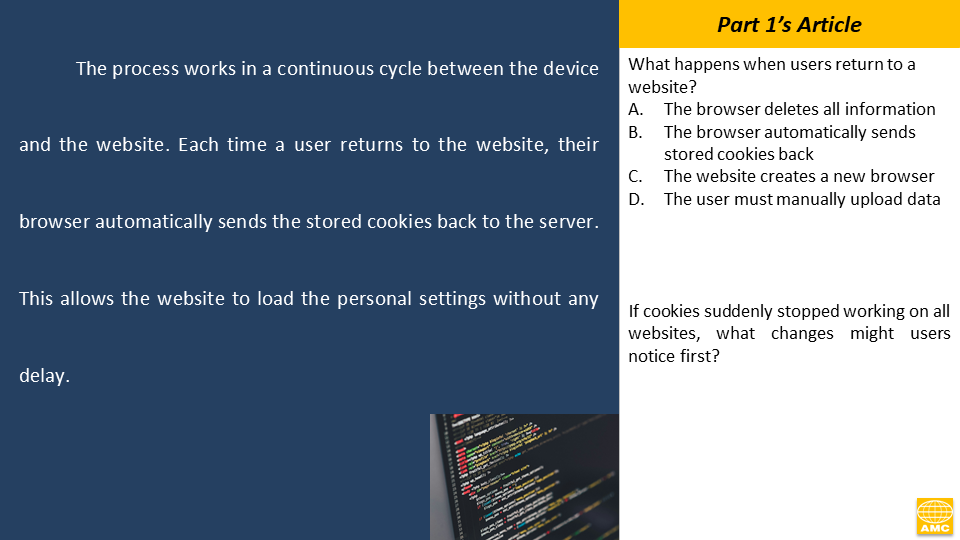 The process works in a continuous cycle between the device
and the website. Each time a user returns to the website, their
browser automatically sends the stored cookies back to the server.
This allows the website to load the personal settings without any
delay.
Part 1’s Article
What happens when users return to a
website?
A. The browser deletes all information
B. The browser automatically sends
stored cookies back
C. The website creates a new browser
D. The user must manually upload data
If cookies suddenly stopped working on all
websites, what changes might users
notice first?
AMC